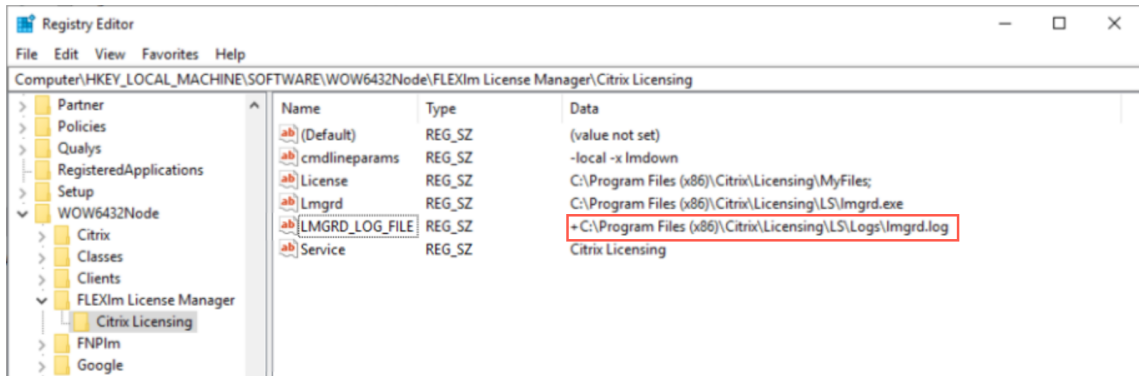 Registry Editor
File Edit View Favorites Help
Computer\HKEY_LOCAL_MACHINE\SOFTWARE\WOW6432Node\FLEXlm License Manager\Citrix Licensing
Partner
Policies
Qualys
RegisteredApplications
Setup
WOW6432Node
Citrix
Classes
Clients
FLEXlm License Manager
Citrix Licensing
FNPlm
Google
Name Type Data
(Default) REG_SZ (value not set)
cmdlineparams REG_SZ -local -x lmdown
License REG_SZ C:\Program Files (x86)\Citrix\Licensing\MyFiles;
Lmgrd REG_SZ C:\Program Files (x86)\Citrix\Licensing\LS\lmgrd.exe
LMGRD_LOG_FILE REG_SZ +C:\Program Files (x86)\Citrix\Licensing\LS\Logs\lmgrd.log
Service REG_SZ Citrix Licensing